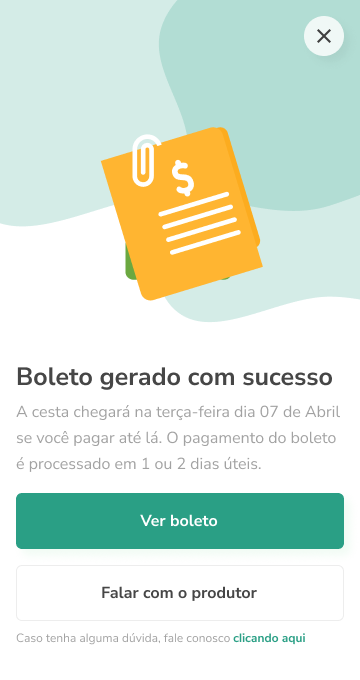 $
Boleto gerado com sucesso
A cesta chegará na terça-feira dia 07 de Abril
se você pagar até lá. O pagamento do boleto
é processado em 1 ou 2 dias úteis.
Ver boleto
Falar com o produtor
Caso tenha alguma dúvida, fale conosco clicando aqui